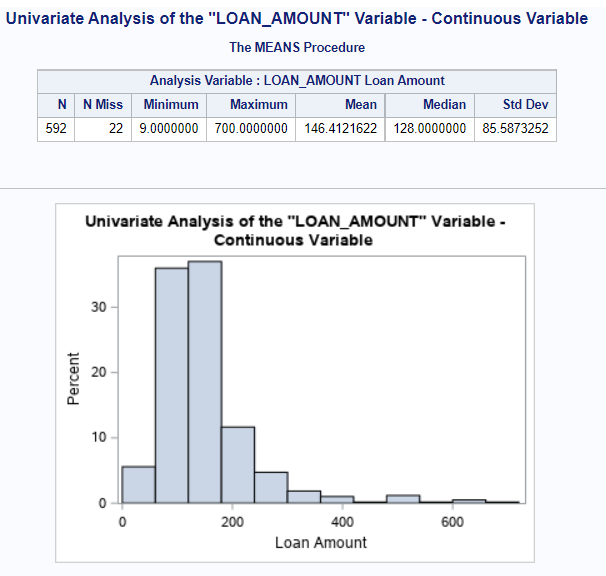 Univariate Analysis of the "LOAN_AMOUNT" Variable - Continuous Variable
The MEANS Procedure
Analysis Variable : LOAN_AMOUNT Loan Amount
N N Miss Minimum Maximum Mean Median Std Dev
592 22 9.0000000 700.0000000 146.4121622 128.0000000 85.5873252
Univariate Analysis of the "LOAN_AMOUNT" Variable -
Continuous Variable
Percent
30
20
10
0
0 200 400 600
Loan Amount